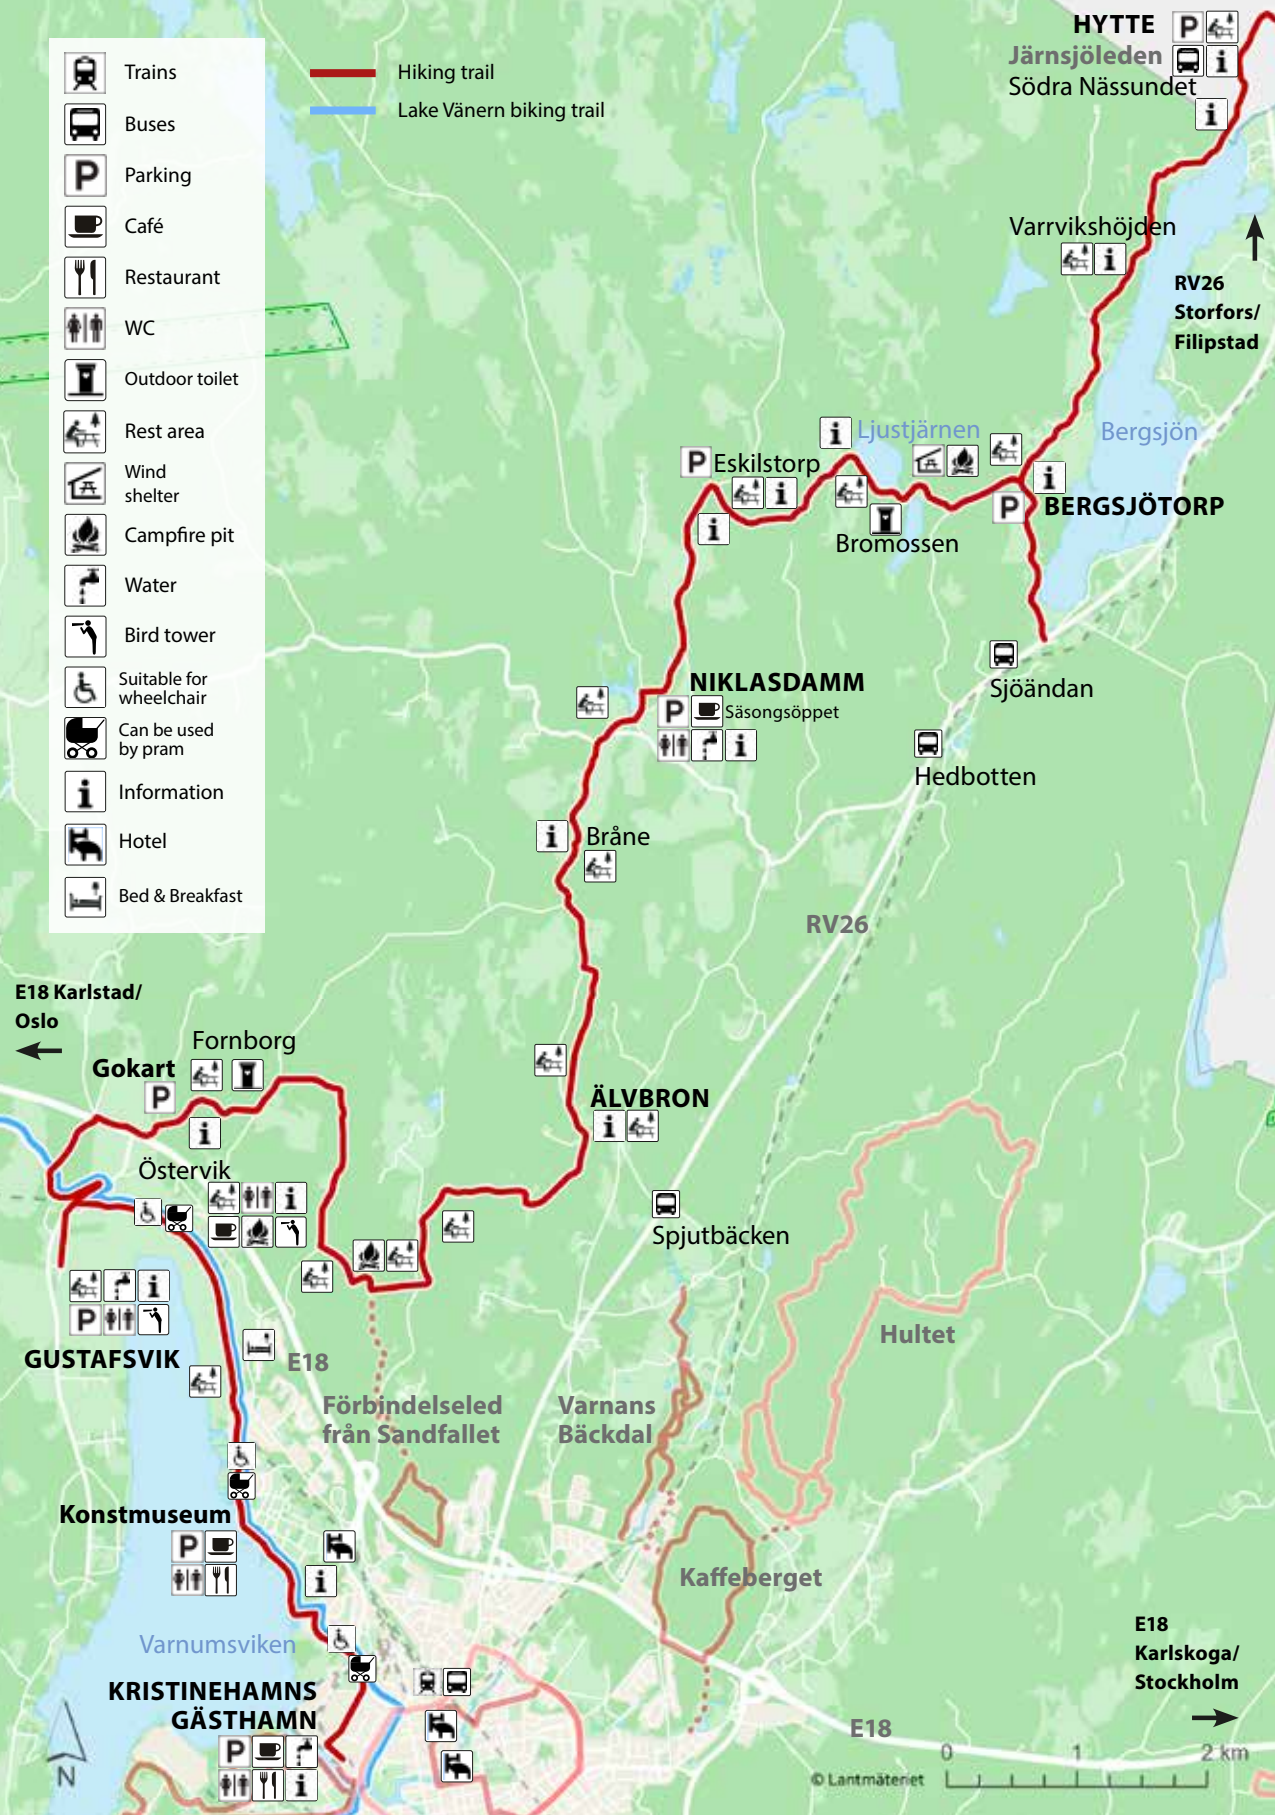 HYTTE
P
Järnsjöleden
i
Södra Nässundet
i
Trains
Buses
P Parking
Café
Restaurant
WC
Outdoor toilet
Rest area
Wind
shelter
Campfire pit
Water
Bird tower
Suitable for
wheelchair
Can be used
by pram
i Information
Hotel
Bed & Breakfast
Hiking trail
Lake Vänern biking trail
Varrvikshöjden
i
RV26
Storfors/
Filipstad
i Ljustjärnen
Bergsjön
P Eskilstorp
i
i
i
P BERGSJÖTORP
Bromossen
Sjöändan
NIKLASDAMM
P Säsongsöppet
i
Hedbotten
i Bråne
RV26
E18 Karlstad/
Oslo
Fornborg
Gokart
P
i
ÄLVBRON
i
Östervik
i
Spjutbäcken
i
P
GUSTAFSVIK
E18
Hultet
Förbindelseled
från Sandfallet
Varnans
Bäckdal
Konstmuseum
P
i
Kaffeberget
Varnumsviken
E18
Karlskoga/
Stockholm
KRISTINEHAMNS
GÄSTHAMN
P
i
N
E18
0 1 2 km
© Lantmäteriet